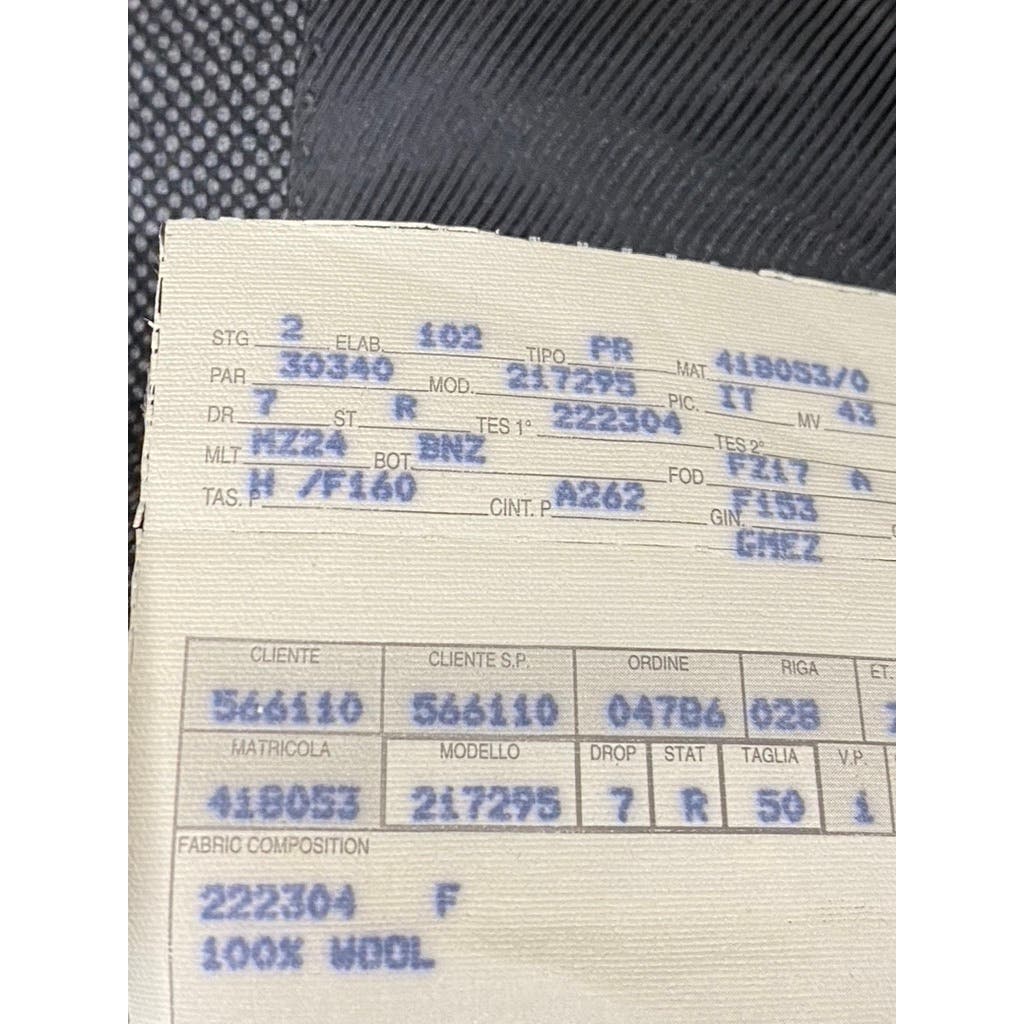 STG 2 ELAB. 102 TIPO PR MAT 418053/0
PAR 30340 MOD. 217295 PIC. IT MV 43
DR 7 ST R TES 1° 222304 TES 2°
MLT MZ24 BOT. BNZ FOD FZ17 A
TAS. P H /F160 CINT. P A262 GIN. F153
GMEZ
CLIENTE CLIENTE S.P. ORDINE RIGA ET.
566110 566110 04786 028
MATRICOLA MODELLO DROP STAT TAGLIA V.P.
418053 217295 7 R 50 1
FABRIC COMPOSITION
222304 F
100% WOOL